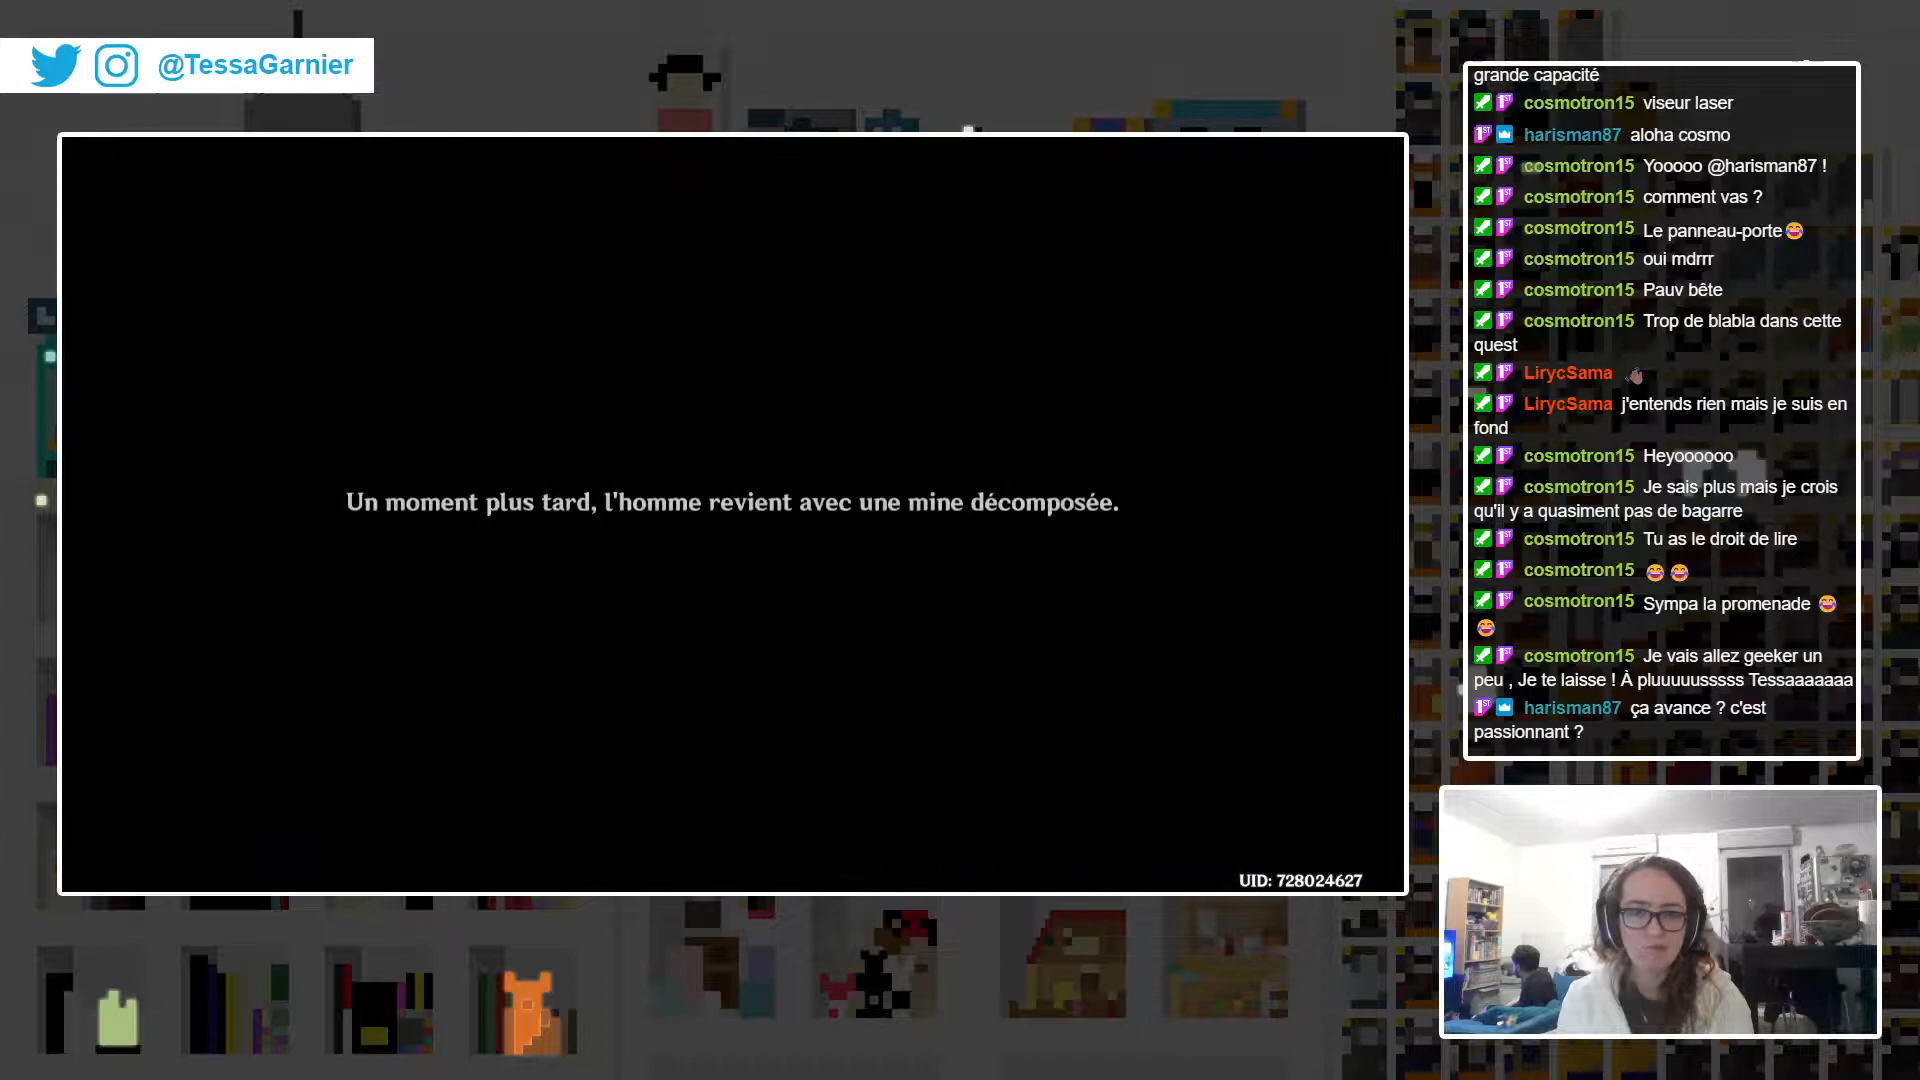 @TessaGarnier
Un moment plus tard, l'homme revient avec une mine décomposée.
UID: 728024627
grande capacité
cosmotron15 viseur laser
harisman87 aloha cosmo
cosmotron15 Yooooo @harisman87 !
cosmotron15 comment vas ?
cosmotron15 Le panneau-porte😂
cosmotron15 oui mdrrr
cosmotron15 Pauv bête
cosmotron15 Trop de blabla dans cette
quest
LirycSama 👋🏾
LirycSama j'entends rien mais je suis en
fond
cosmotron15 Heyoooooo
cosmotron15 Je sais plus mais je crois
qu'il y a quasiment pas de bagarre
cosmotron15 Tu as le droit de lire
cosmotron15 😂 😂
cosmotron15 Sympa la promenade 😂
😂
cosmotron15 Je vais allez geeker un
peu , Je te laisse ! À pluuuuusssss Tessaaaaaaa
harisman87 ça avance ? c'est
passionnant ?